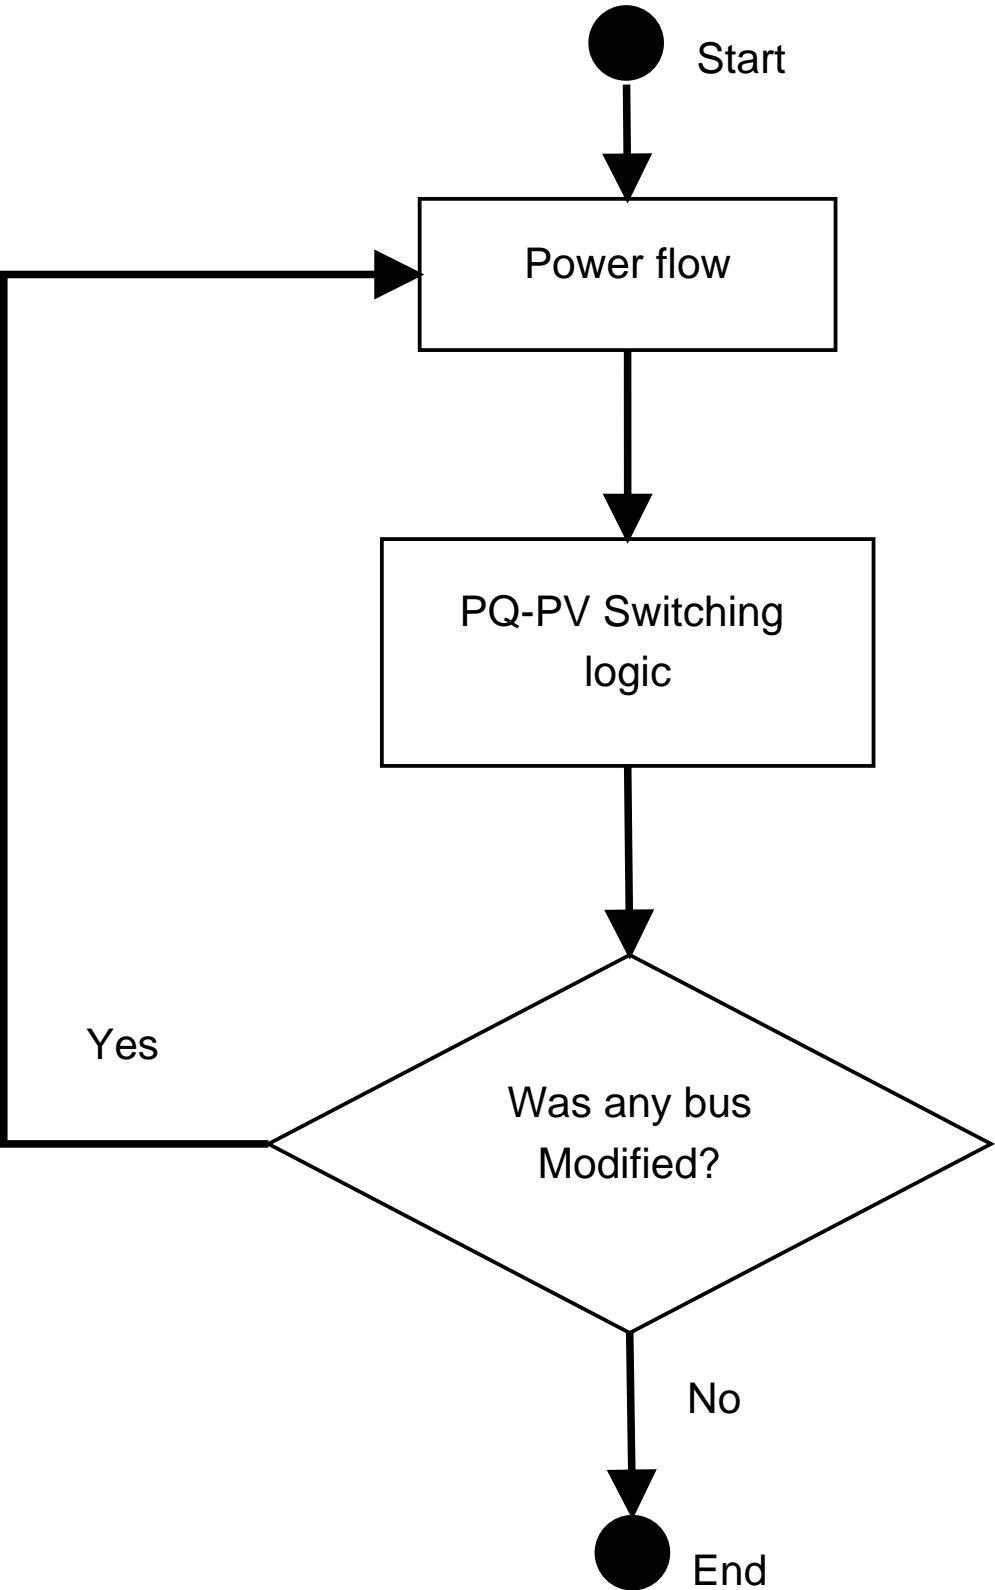 Start
Power flow
PQ-PV Switching
logic
Yes
Was any bus
Modified?
No
End